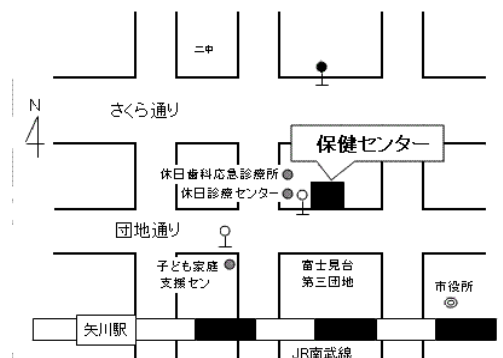 二中
N
さくら通り
保健センター
休日歯科応急診療所
休日診療センター
団地通り
子ども家庭
支援セン
富士見台
第三団地
市役所
矢川駅
JR南武線